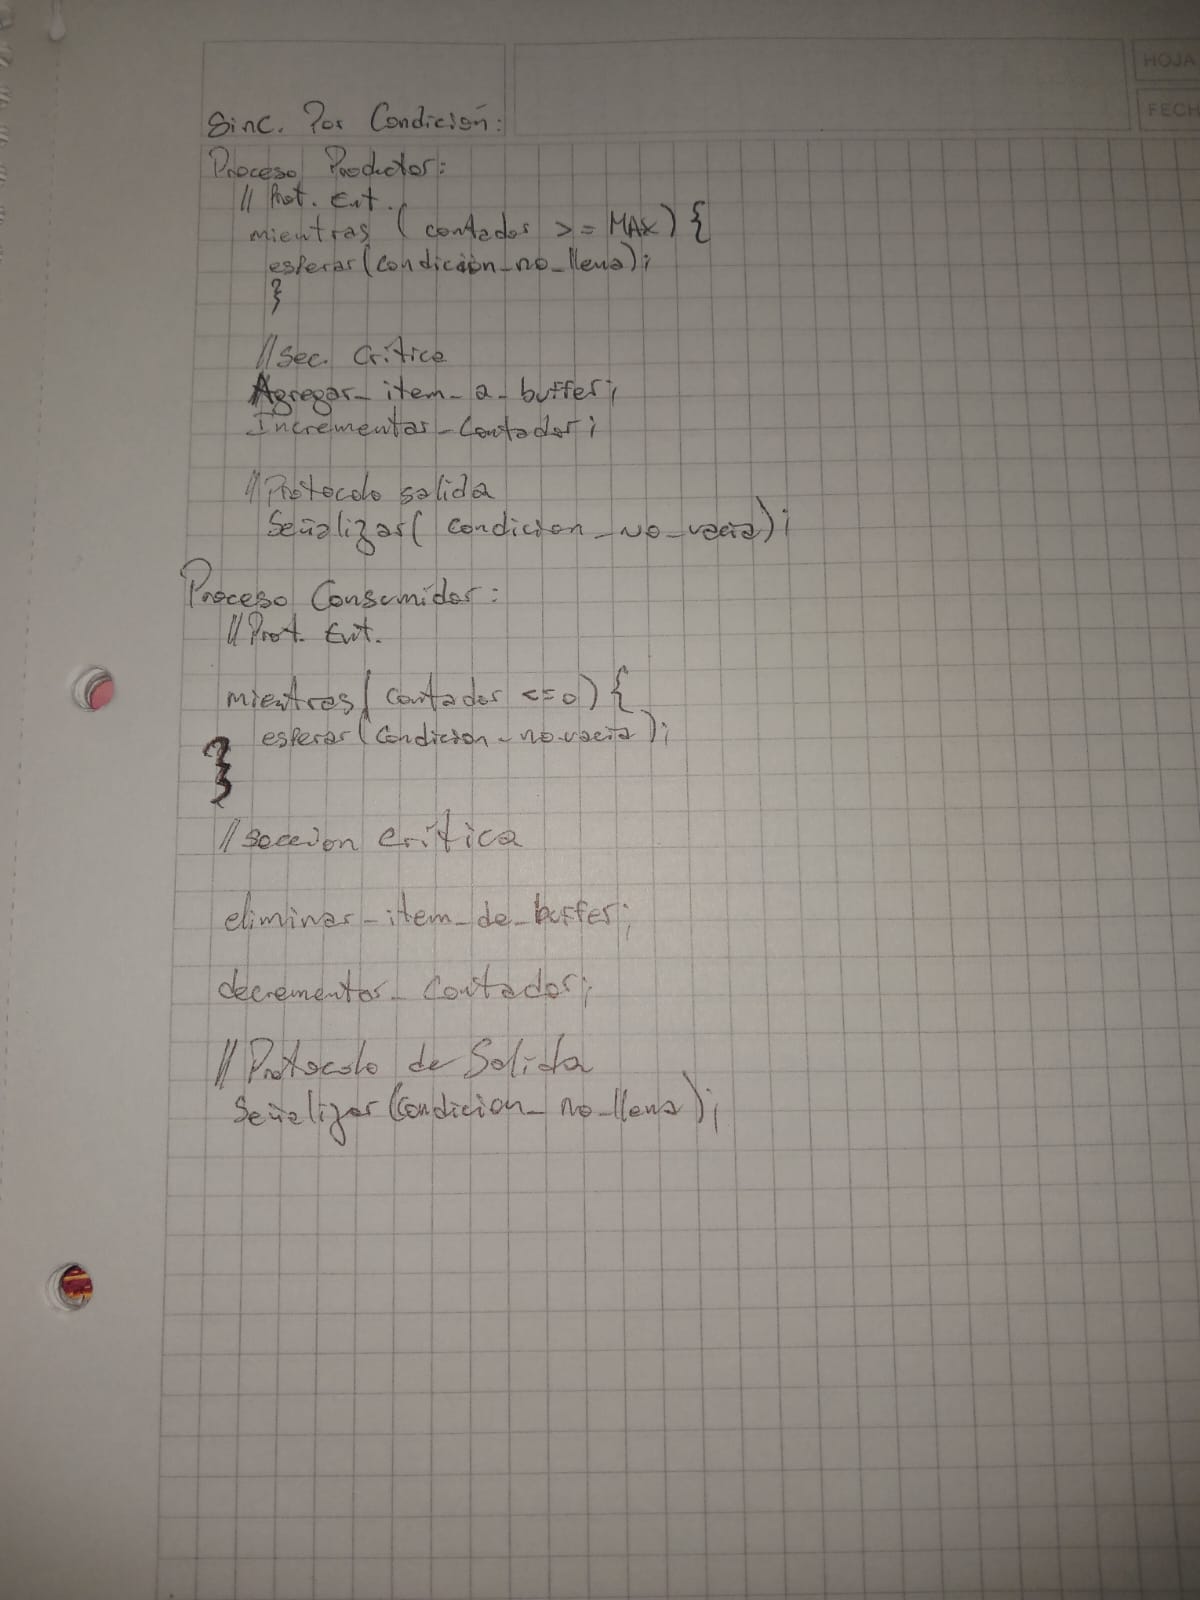 HOJA
FECH
Sinc. Por Condición:
Proceso Productor:
// Prot. Ent.
mientras (contador >= MAX) {
esperar(condición_no_llena);
}
//Sec. Crítica
Agregar_item_a_buffer;
Incrementar_Contador;
//Protocolo salida
Señalizar( condicion_no_vacia);
Proceso Consumidor:
// Prot. Ent.
mientras( contador <=0) {
esperar(Condicion_no_vacia);
}
//Seccion crítica
eliminar_item_de_buffer;
decrementar_contador;
// Protocolo de Salida
Señalizar(Condicion_no_llena);